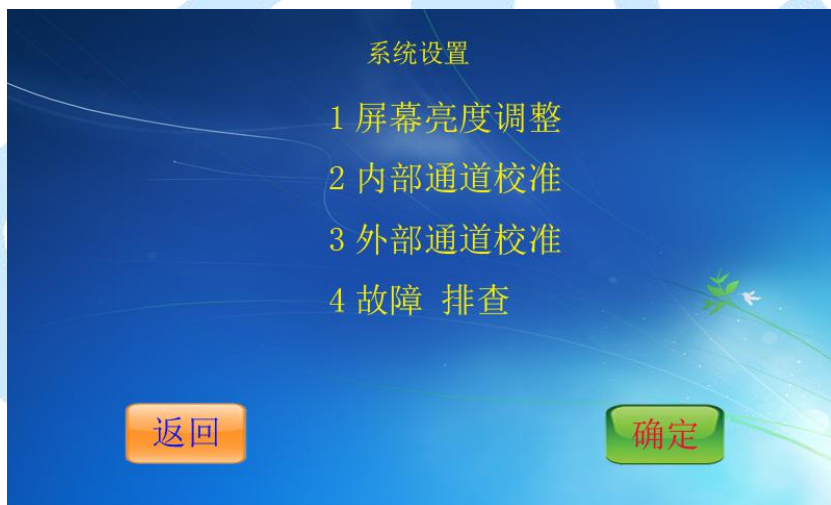 系统设置
1 屏幕亮度调整
2 内部通道校准
3 外部通道校准
4 故障 排查
返回
确定